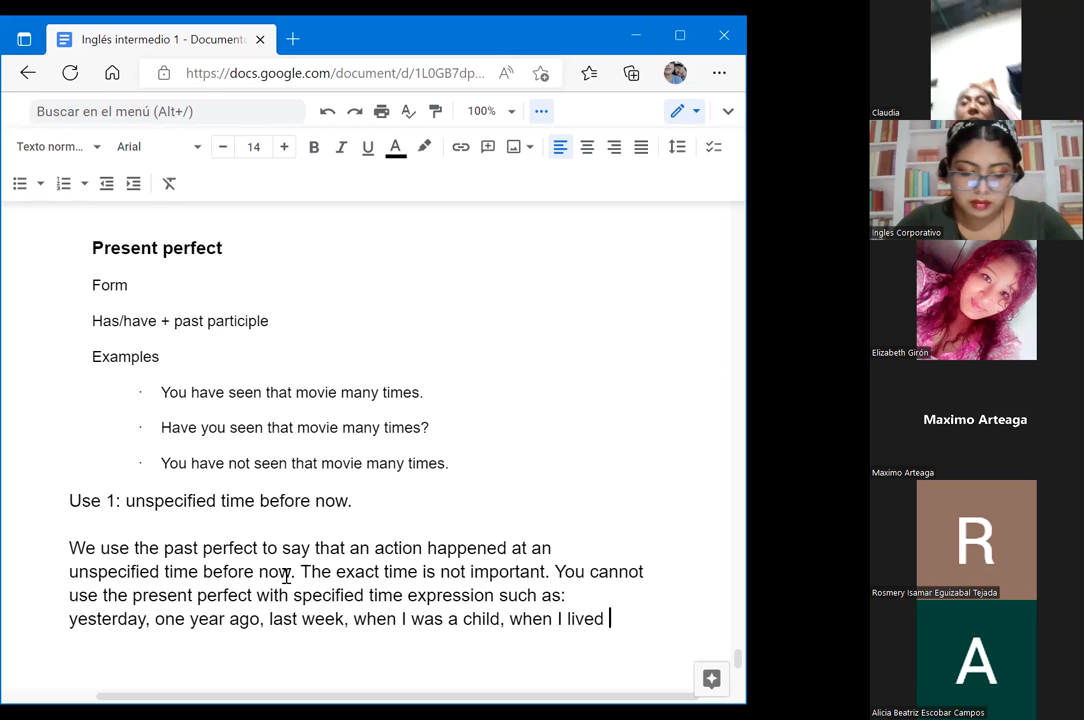 Inglés intermedio 1 - Documento
https://docs.google.com/document/d/1L0GB7dp...
Buscar en el menú (Alt+/)
100%
Texto norm...
Arial
14
Present perfect
Form
Has/have + past participle
Examples
· You have seen that movie many times.
· Have you seen that movie many times?
· You have not seen that movie many times.
Use 1: unspecified time before now.
We use the past perfect to say that an action happened at an
unspecified time before now. The exact time is not important. You cannot
use the present perfect with specified time expression such as:
yesterday, one year ago, last week, when I was a child, when I lived
Claudia
Ingles Corporativo
Elizabeth Girón
Maximo Arteaga
Maximo Arteaga
R
Rosmery Isamar Eguizabal Tejada
A
Alicia Beatriz Escobar Campos